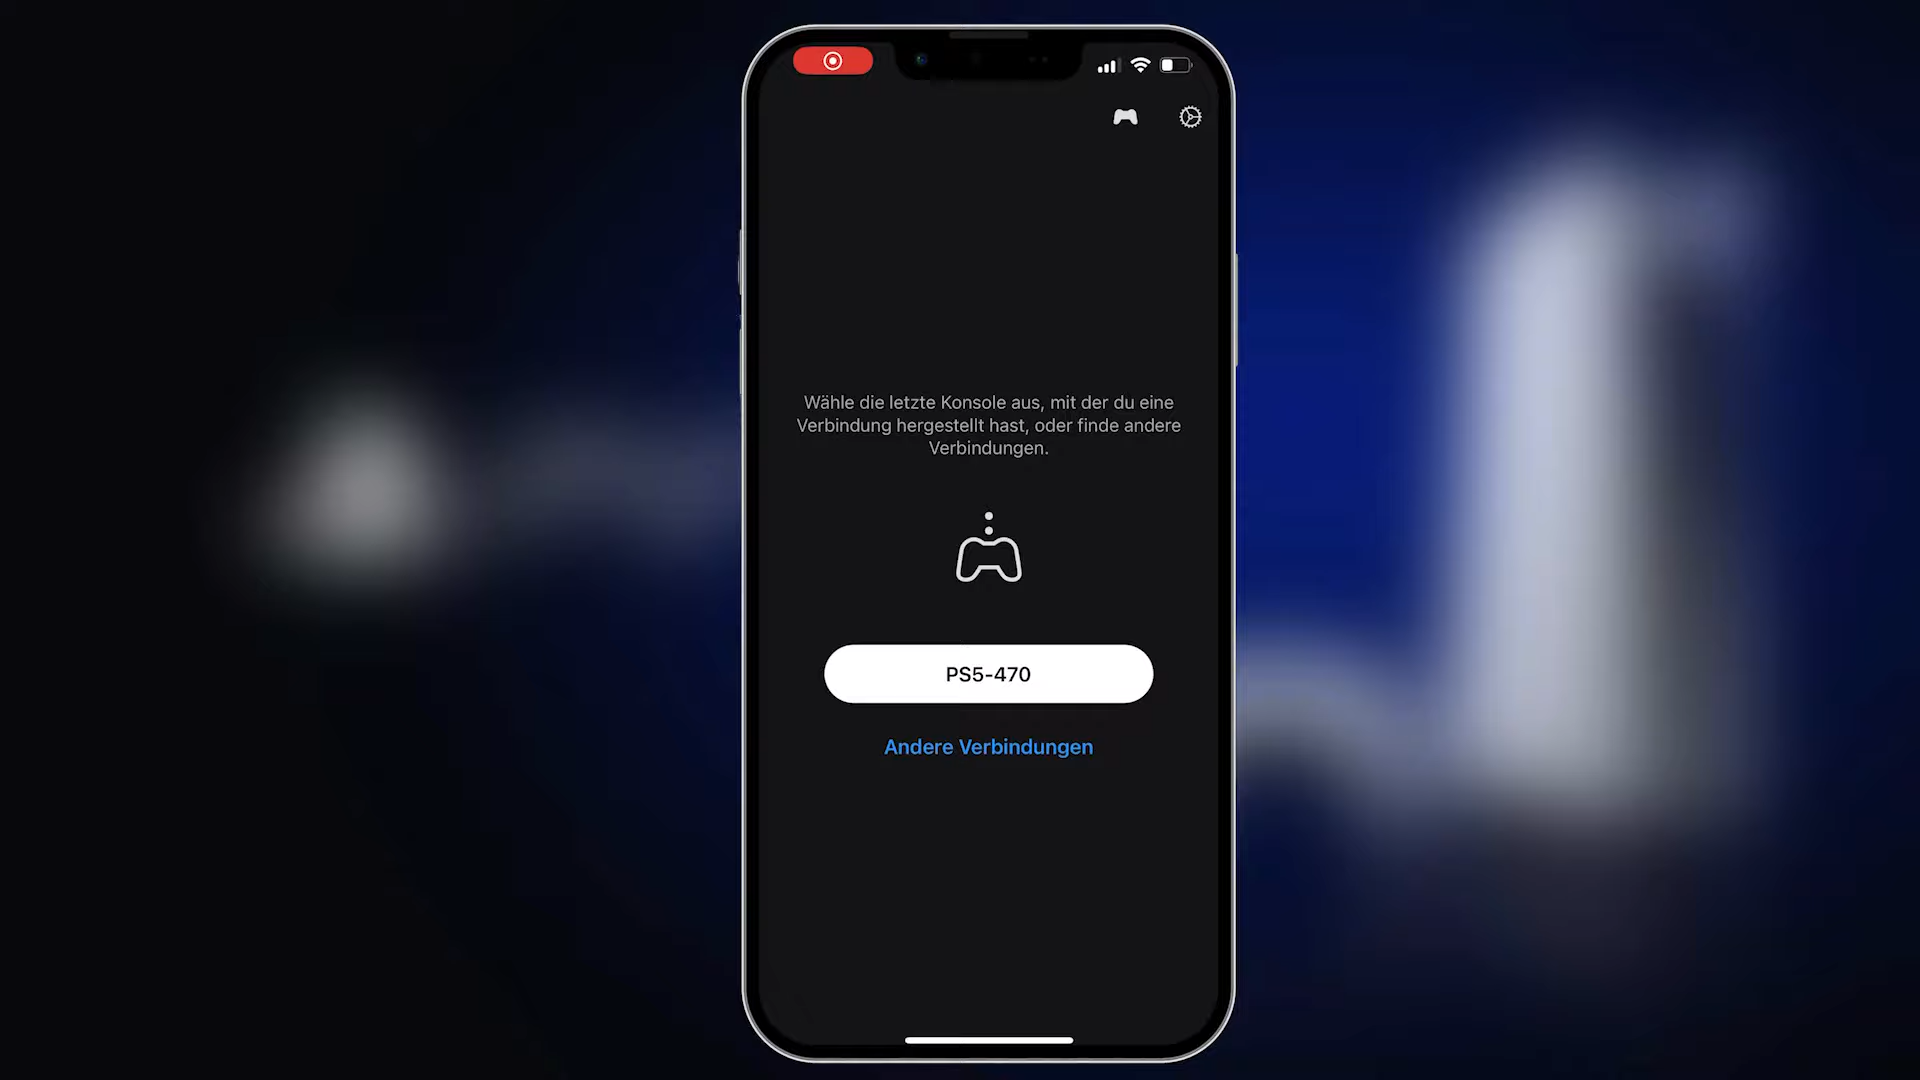 Wähle die letzte Konsole aus, mit der du eine
Verbindung hergestellt hast, oder finde andere
Verbindungen.
PS5-470
Andere Verbindungen